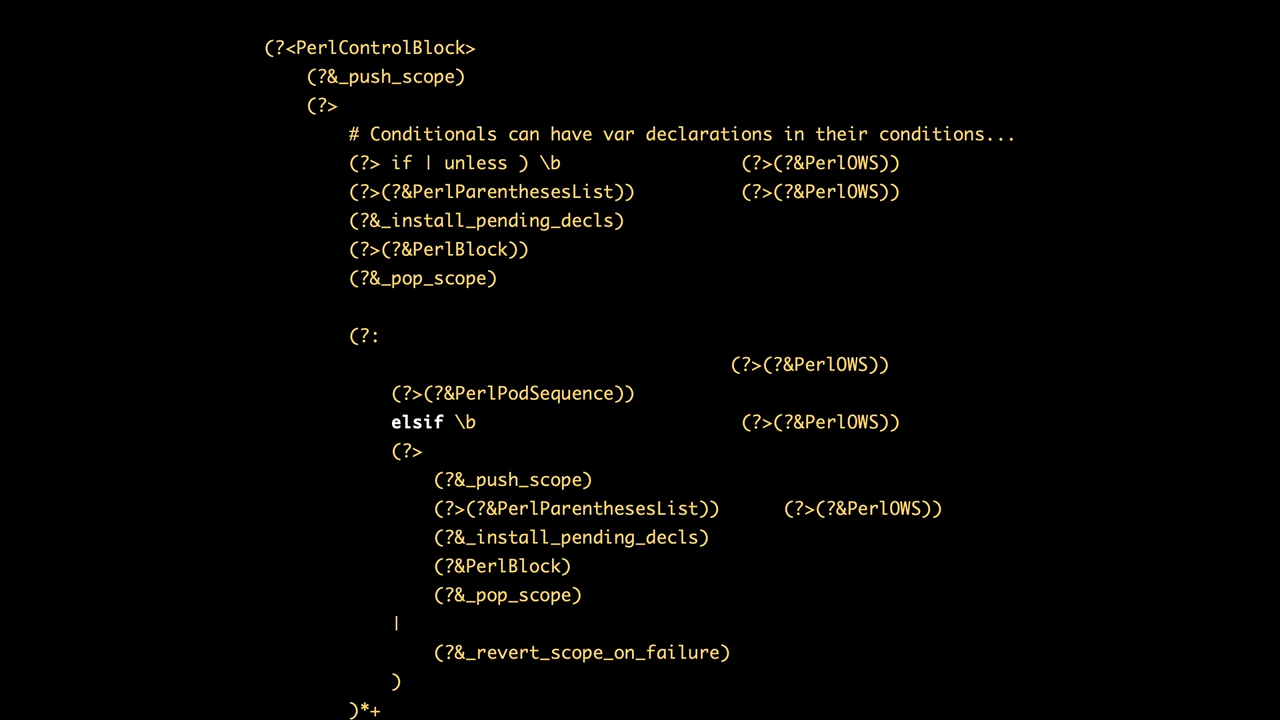 (?<PerlControlBlock>
(?&_push_scope)
(?>
# Conditionals can have var declarations in their conditions...
(?> if | unless ) \b (?>(?&PerlOWS))
(?>(?&PerlParenthesesList)) (?>(?&PerlOWS))
(?&_install_pending_decls)
(?>(?&PerlBlock))
(?&_pop_scope)
(?:
(?>(?&PerlOWS))
(?>(?&PerlPodSequence))
elsif \b (?>(?&PerlOWS))
(?>
(?&_push_scope)
(?>(?&PerlParenthesesList)) (?>(?&PerlOWS))
(?&_install_pending_decls)
(?&PerlBlock)
(?&_pop_scope)
|
(?&_revert_scope_on_failure)
)
)*+